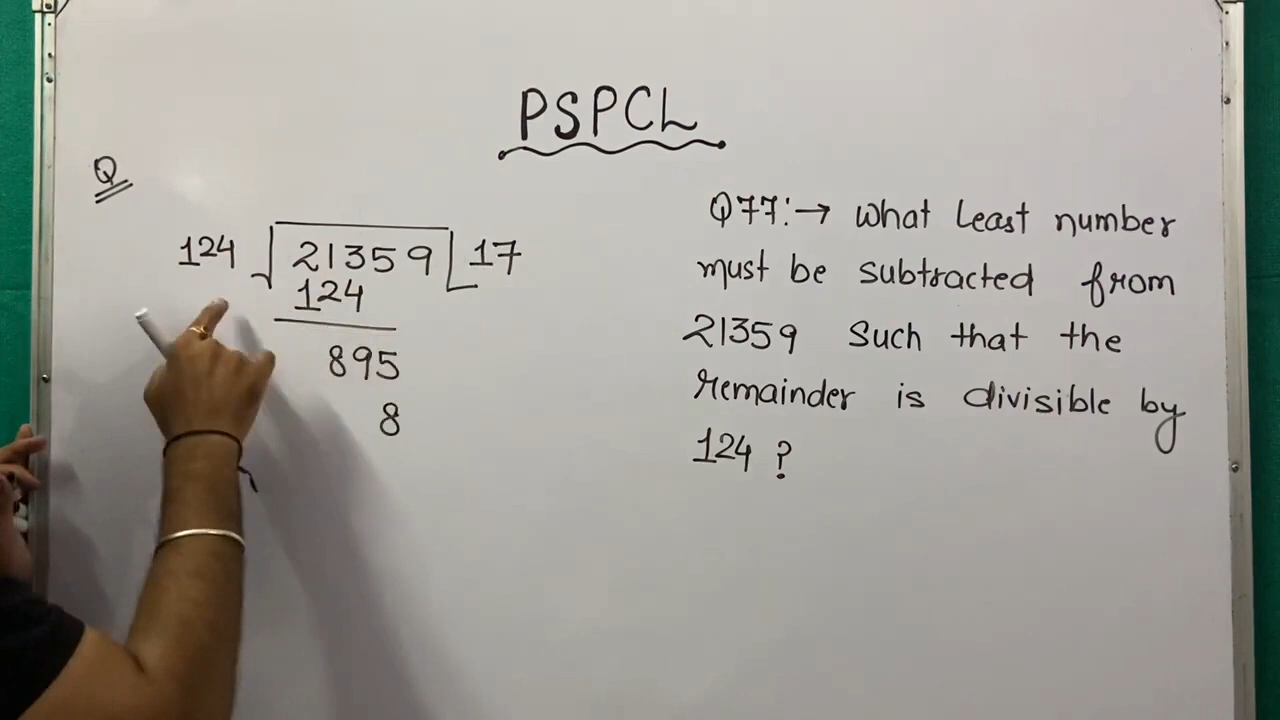 PSPCL
Q
124 21359 17
124
895
8
Q77:→ What Least number
must be subtracted from
21359 Such that the
remainder is divisible by
124 ?